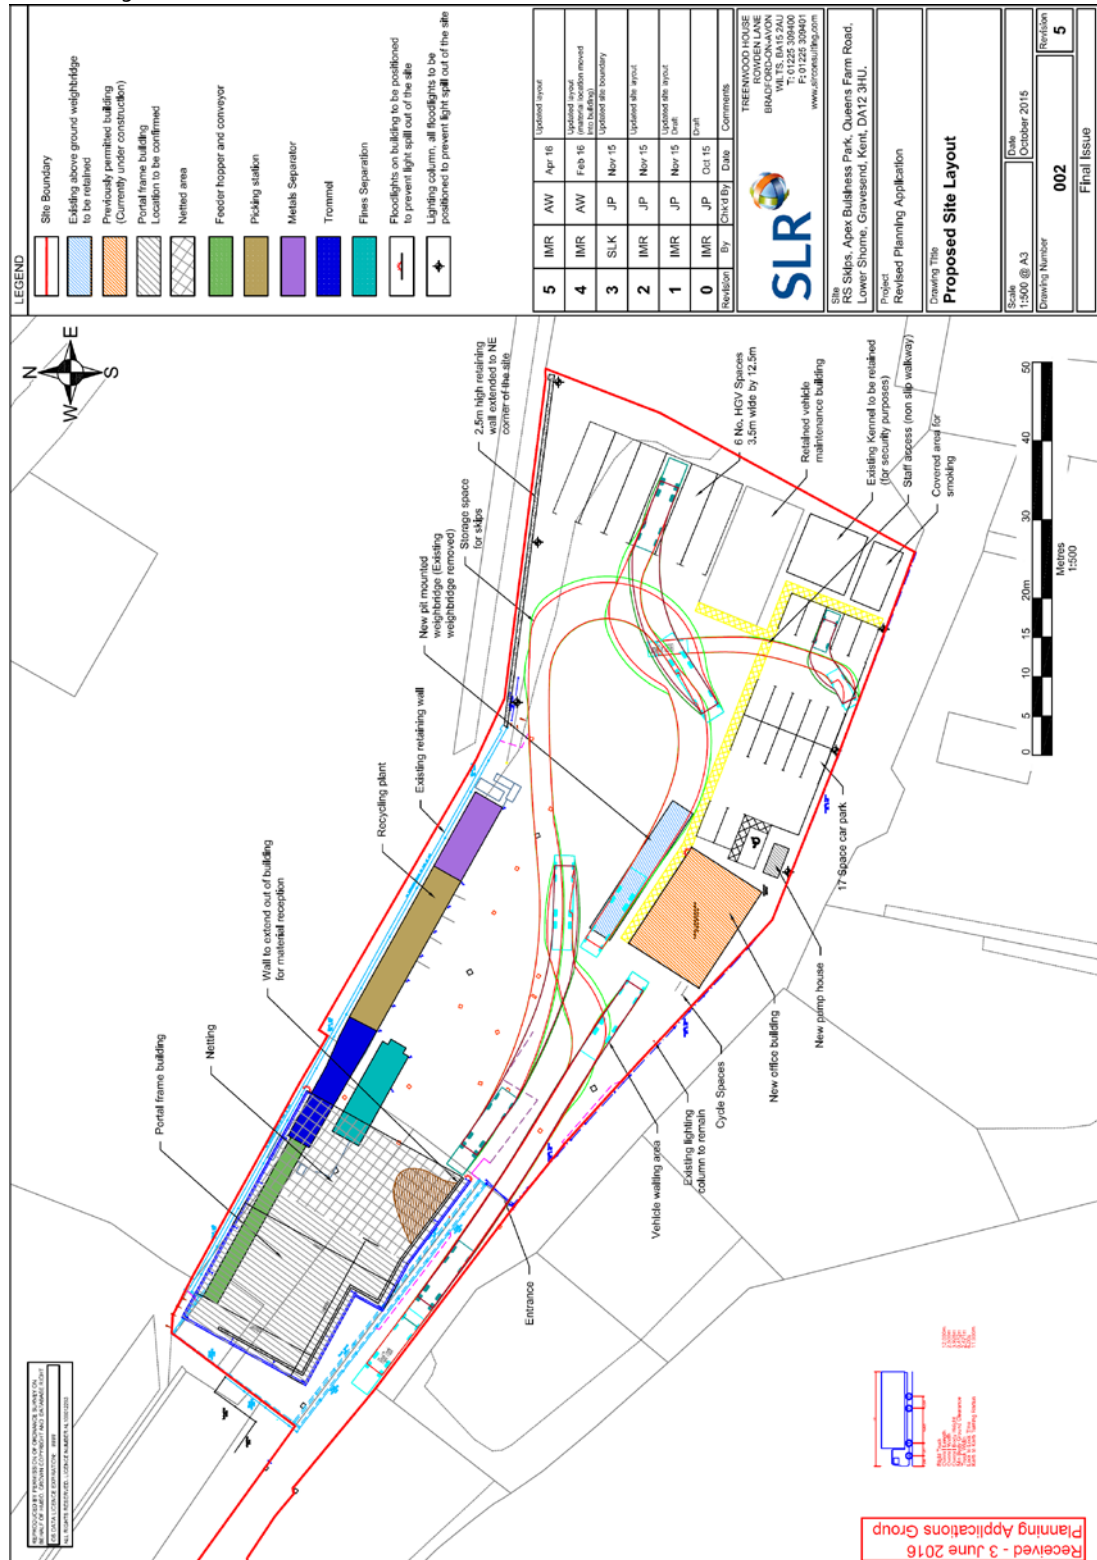 LEGEND
Site Boundary
Existing above ground weighbridge
to be retained
Previously permitted building
(Currently under construction)
Portal frame building
Location to be confirmed
Netted area
Feeder hopper and conveyor
Picking station
Metals Separator
Trommel
Fines Separation
Floodlights on building to be positioned
to prevent light spill out of the site
Lighting column, all floodlights to be
positioned to prevent light spill out of the site
5 IMR AW Apr 16 Updated layout
4 IMR AW Feb 16 Updated layout
(material location moved
into building)
3 SLK JP Nov 15 Updated site boundary
2 IMR JP Nov 15 Updated site layout
1 IMR JP Nov 15 Updated site layout
Draft
0 IMR JP Oct 15 Draft
Revision By Chk'd By Date Comments
SLR
TREENWOOD HOUSE
ROWDEN LANE
BRADFORD-ON-AVON
WILTS. BA15 2AU
T: 01225 309400
F: 01225 309401
www.slrconsulting.com
Site
RS Skips, Apex Buisiness Park, Queens Farm Road,
Lower Shorne, Gravesend, Kent, DA12 3HU.
Project
Revised Planning Application
Drawing Title
Proposed Site Layout
Scale
1:500 @ A3
Date
October 2015
Drawing Number
002
Revision
5
Final Issue
N
E
S
W
2.5m high retaining
wall extended to NE
corner of the site
Storage space
for skips
New pit mounted
weighbridge (Existing
weighbridge removed)
Existing retaining wall
Recycling plant
Wall to extend out of building
for material reception
Netting
Portal frame building
6 No. HGV Spaces
3.5m wide by 12.5m
Retained vehicle
maintenance building
Existing Kennel to be retained
(for security purposes)
Staff access (non slip walkway)
Covered area for
smoking
17 Space car park
New pump house
New office building
Cycle Spaces
Existing lighting
column to remain
Vehicle waiting area
Entrance
0 5 10 15 20m 30 40 50
Metres
1:500
Received - 3 June 2016
Planning Applications Group